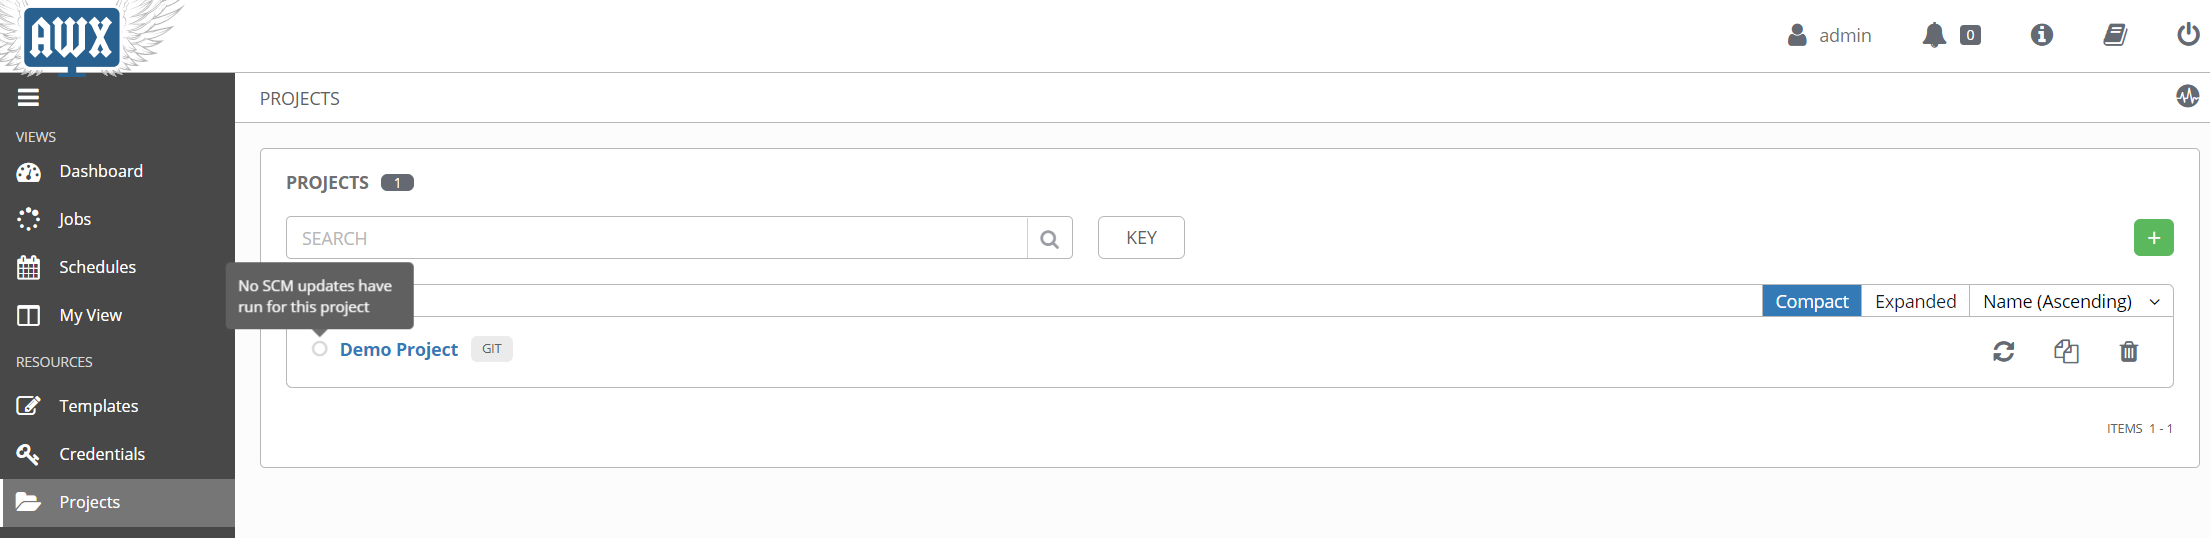 AWX
admin
0
PROJECTS
VIEWS
Dashboard
Jobs
Schedules
My View
RESOURCES
Templates
Credentials
Projects
PROJECTS 1
SEARCH
KEY
+
No SCM updates have
run for this project
Compact Expanded Name (Ascending)
Demo Project GIT
ITEMS 1 - 1